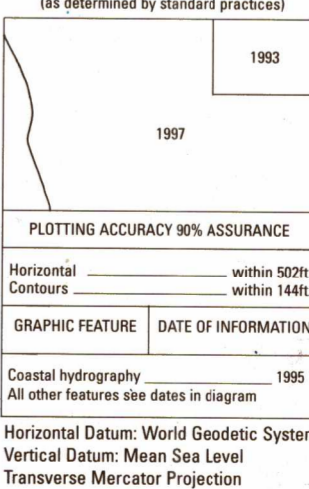 (as determined by standard practices)
1993
1997
PLOTTING ACCURACY 90% ASSURANCE
Horizontal within 502ft
Contours within 144ft
GRAPHIC FEATURE DATE OF INFORMATION
Coastal hydrography 1995
All other features see dates in diagram
Horizontal Datum: World Geodetic System
Vertical Datum: Mean Sea Level
Transverse Mercator Projection